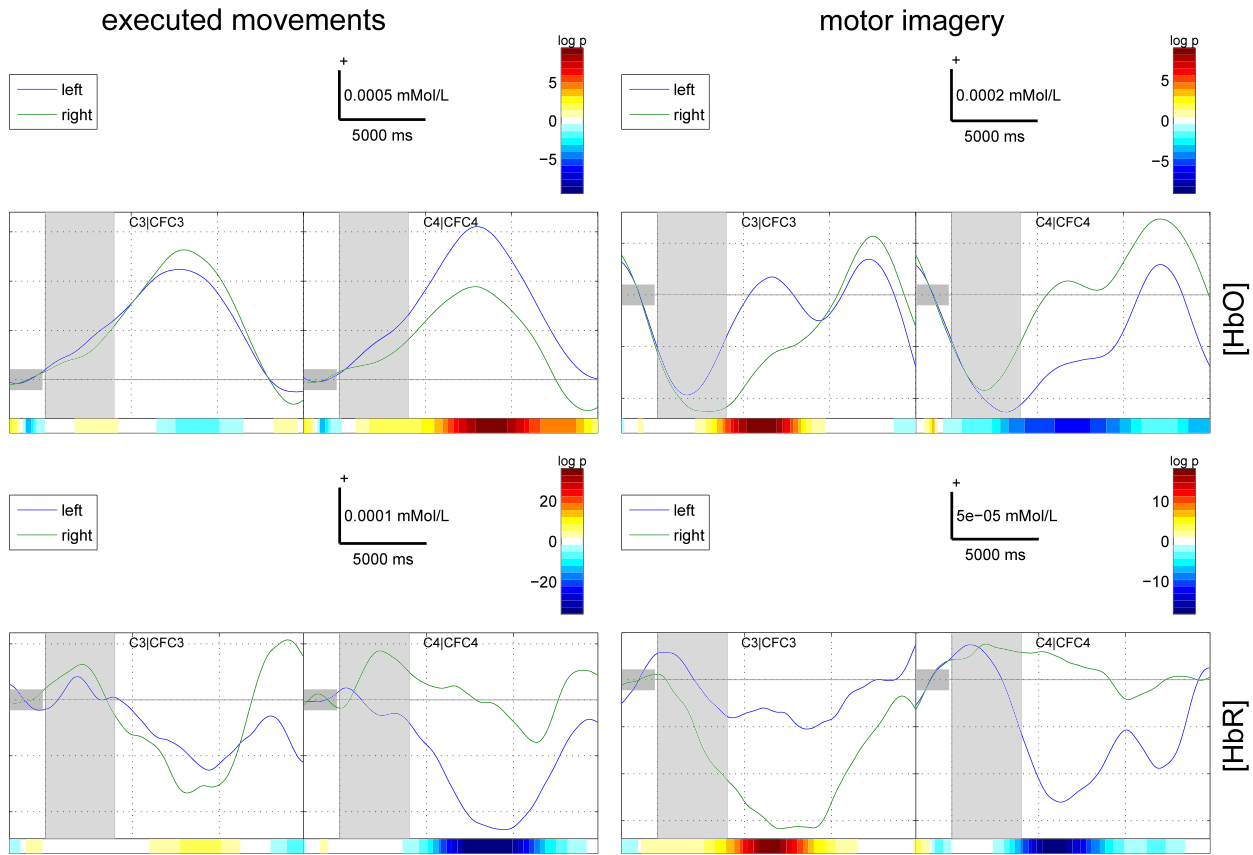 executed movements
motor imagery
left
right
+
0.0005 mMol/L
5000 ms
log p
5
0
−5
left
right
+
0.0002 mMol/L
5000 ms
log p
5
0
−5
C3|CFC3
C4|CFC4
C3|CFC3
C4|CFC4
[HbO]
left
right
+
0.0001 mMol/L
5000 ms
log p
20
0
−20
left
right
+
5e−05 mMol/L
5000 ms
log p
10
0
−10
C3|CFC3
C4|CFC4
C3|CFC3
C4|CFC4
[HbR]